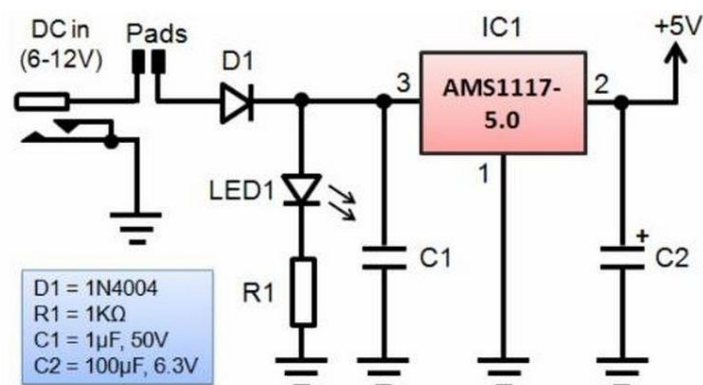 DC in
(6-12V)
Pads
D1
IC1
+5V
3
AMS1117-
5.0
2
1
LED1
R1
C1
+
C2
D1 = 1N4004
R1 = 1KΩ
C1 = 1µF, 50V
C2 = 100µF, 6.3V